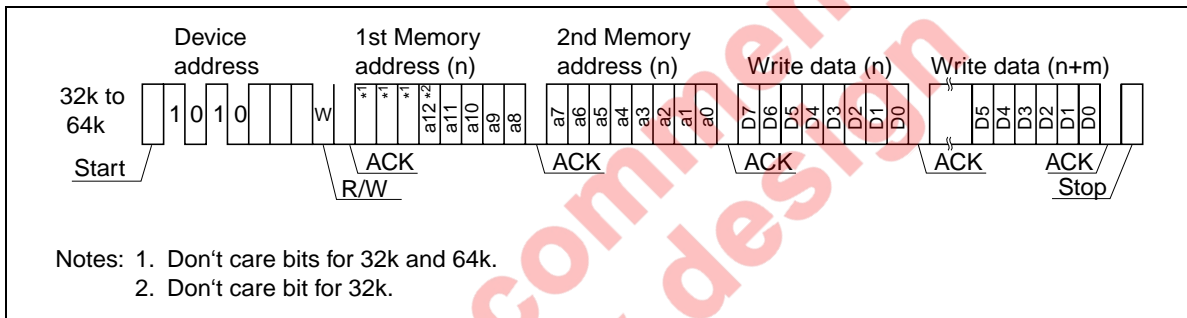 Device address
1st Memory address (n)
2nd Memory address (n)
Write data (n)
Write data (n+m)
32k to 64k
1 0 1 0
W
*1 *1 *1 a12 *2 a11 a10 a9 a8
a7 a6 a5 a4 a3 a2 a1 a0
D7 D6 D5 D4 D3 D2 D1 D0
D5 D4 D3 D2 D1 D0
Start
ACK
ACK
ACK
ACK
ACK
R/W
Stop
Notes: 1. Don't care bits for 32k and 64k.
2. Don't care bit for 32k.
commen
design